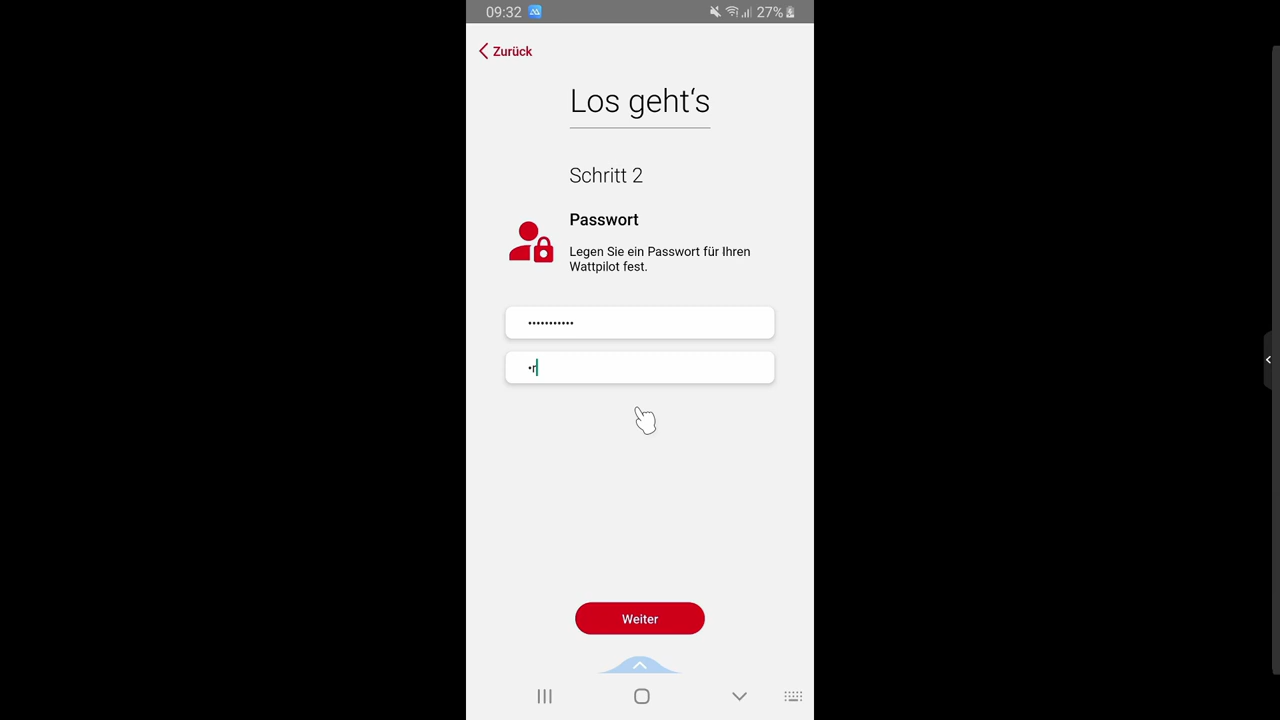 09:32
27%
Zurück
Los geht‘s
Schritt 2
Passwort
Legen Sie ein Passwort für Ihren
Wattpilot fest.
•••••••••••
•r
Weiter